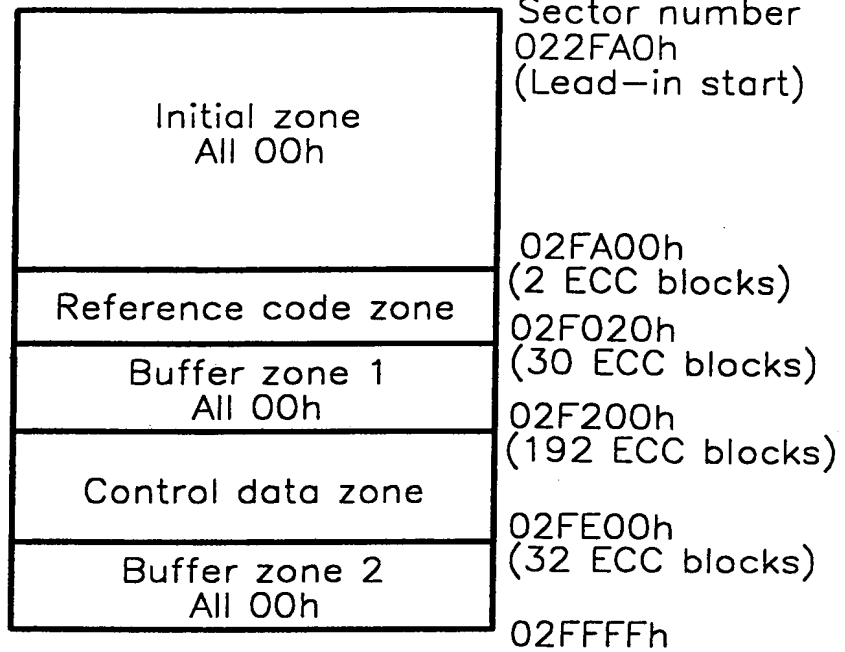 Sector number
022FA0h
(Lead-in start)
Initial zone
All 00h
02FA00h
(2 ECC blocks)
Reference code zone
02F020h
(30 ECC blocks)
Buffer zone 1
All 00h
02F200h
(192 ECC blocks)
Control data zone
02FE00h
(32 ECC blocks)
Buffer zone 2
All 00h
02FFFFh